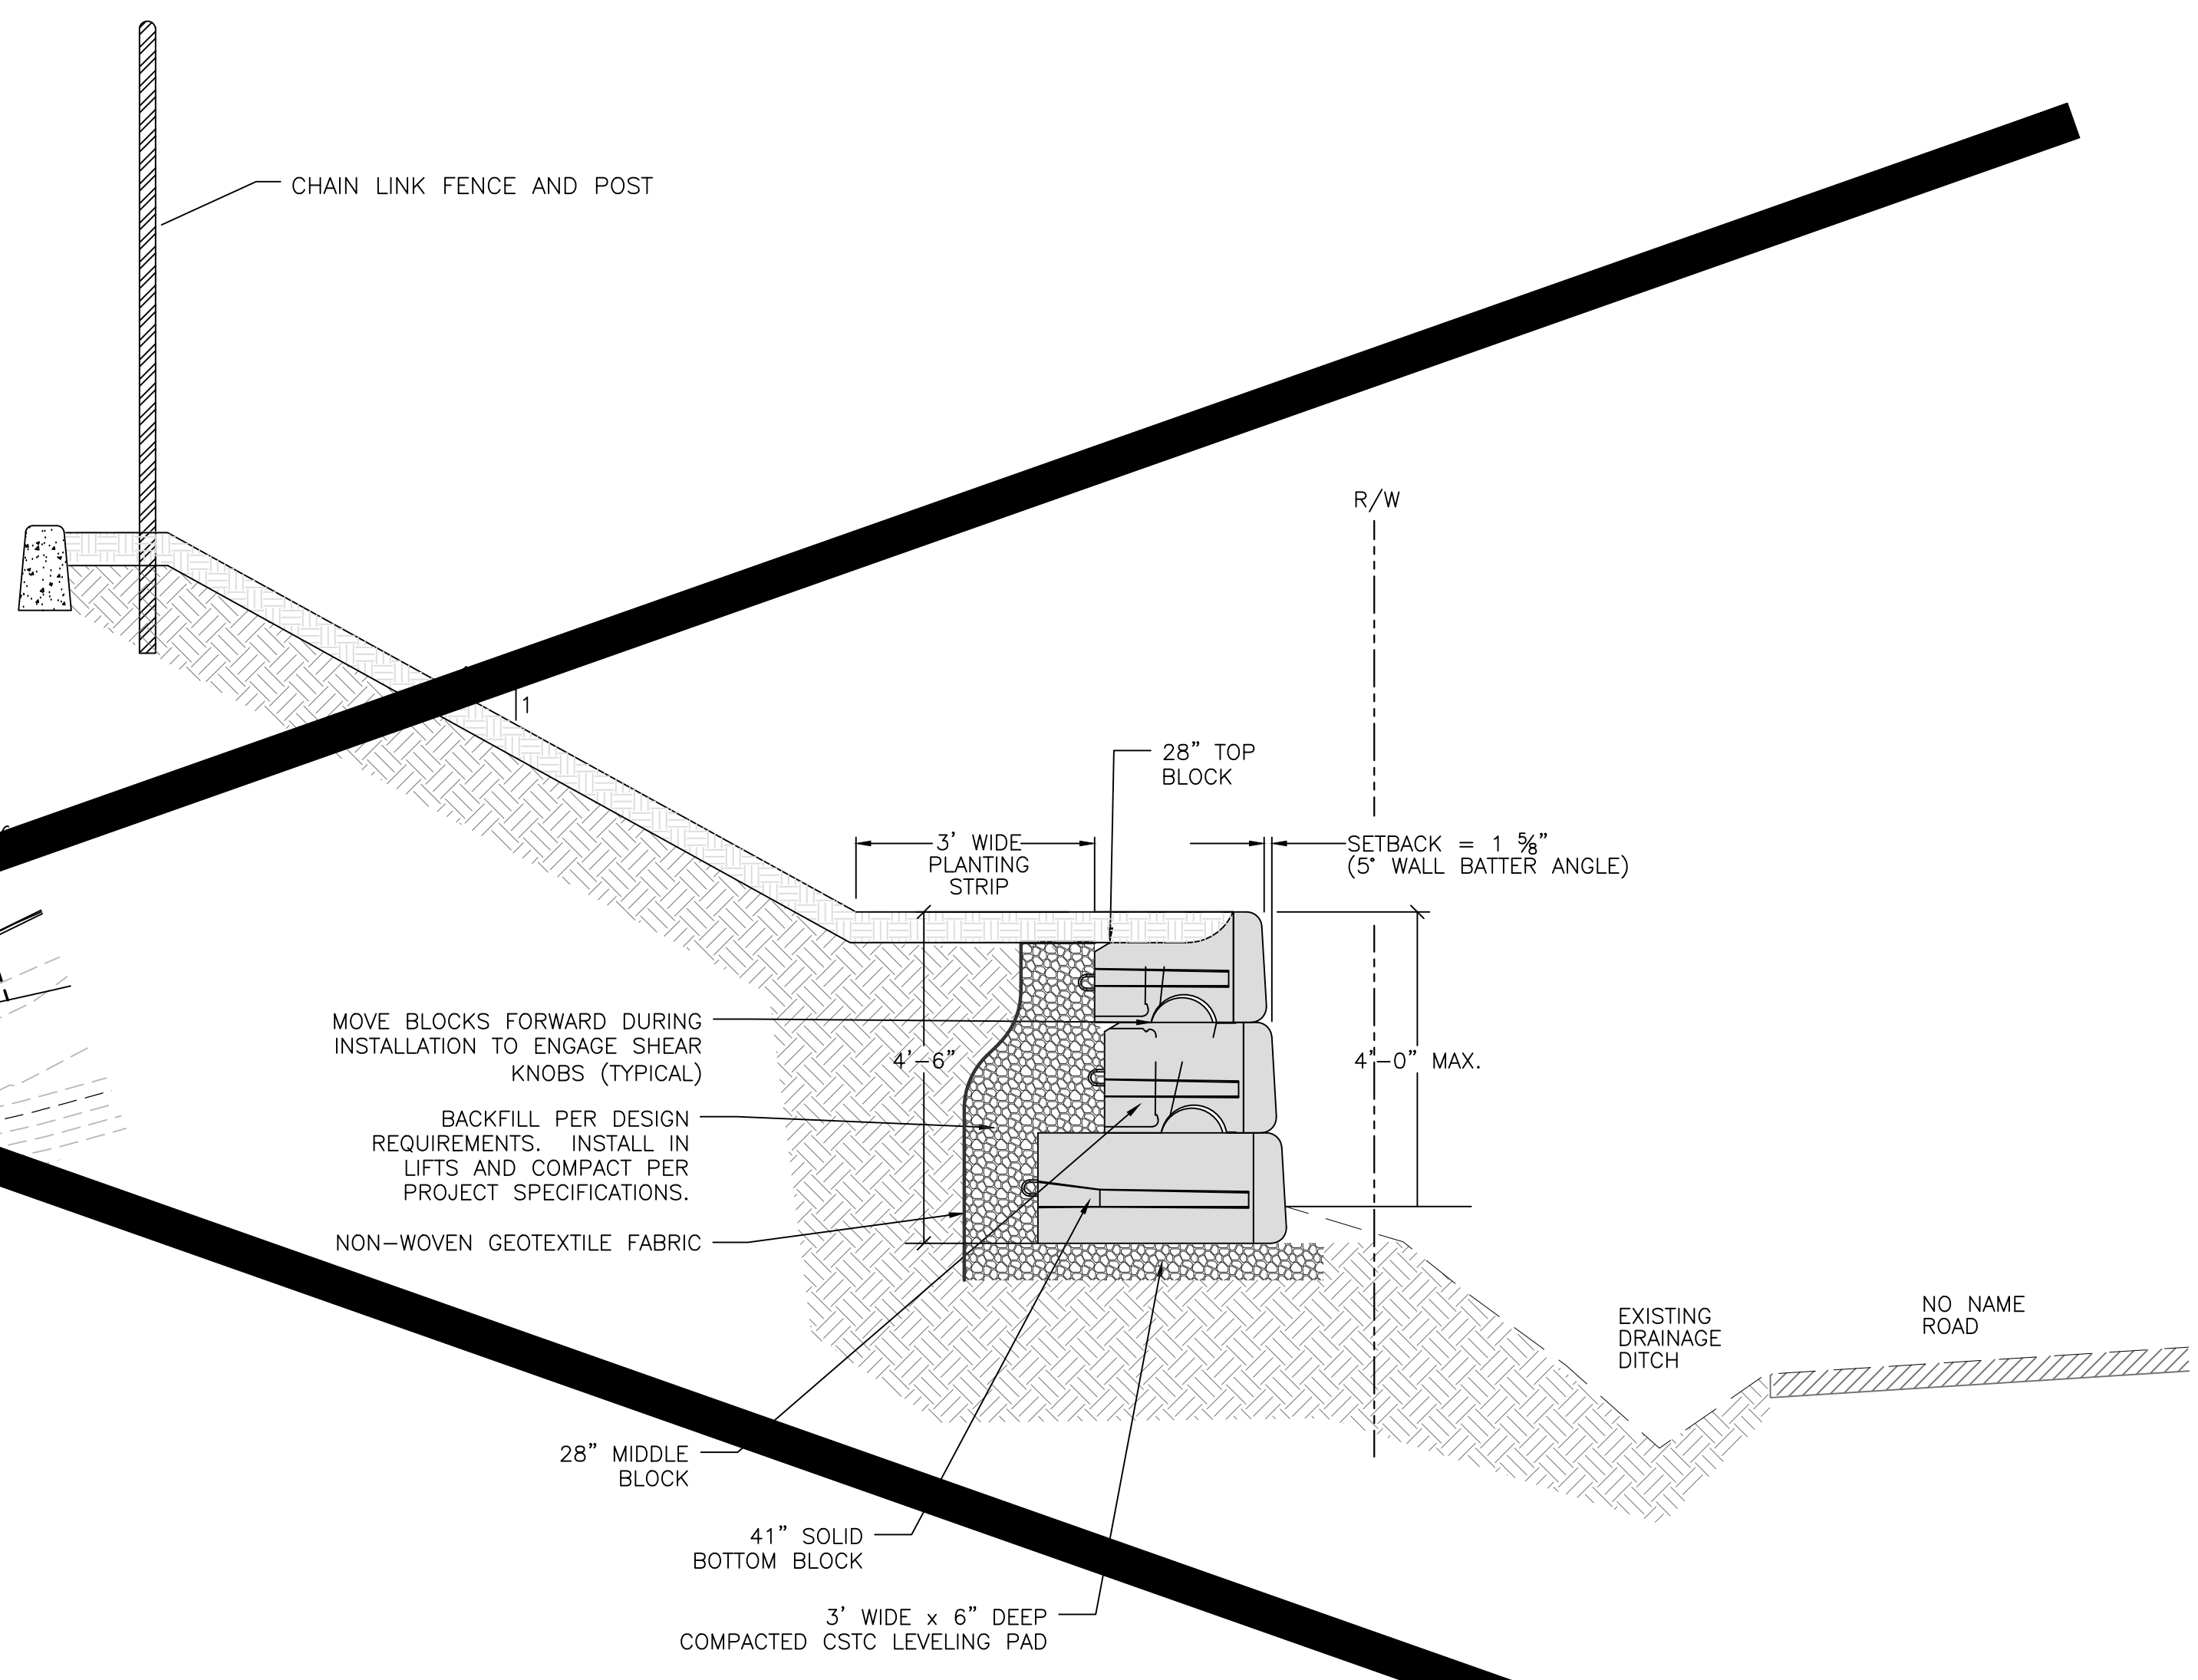 CHAIN LINK FENCE AND POST
R/W
1
28” TOP
BLOCK
3' WIDE
PLANTING
STRIP
SETBACK = 1 ⅝”
(5° WALL BATTER ANGLE)
MOVE BLOCKS FORWARD DURING
INSTALLATION TO ENGAGE SHEAR
KNOBS (TYPICAL)
4'-6”
4'-0” MAX.
BACKFILL PER DESIGN
REQUIREMENTS. INSTALL IN
LIFTS AND COMPACT PER
PROJECT SPECIFICATIONS.
NON-WOVEN GEOTEXTILE FABRIC
EXISTING
DRAINAGE
DITCH
NO NAME
ROAD
28” MIDDLE
BLOCK
41” SOLID
BOTTOM BLOCK
3' WIDE x 6” DEEP
COMPACTED CSTC LEVELING PAD